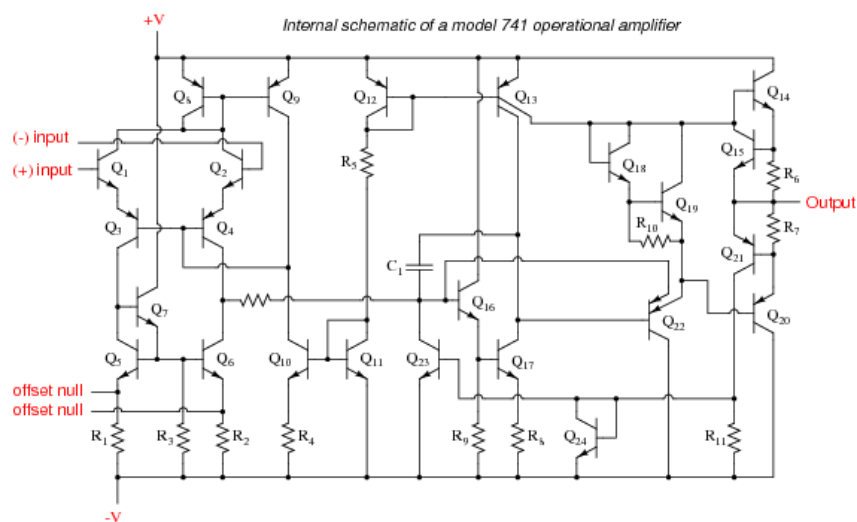 +V
Internal schematic of a model 741 operational amplifier
Q8
Q9
Q12
Q13
Q14
(-) input
(+) input
Q1
Q2
R5
Q18
Q15
R6
Output
Q3
Q4
Q19
R10
R7
C1
Q21
Q7
Q16
Q22
Q20
Q5
Q6
Q10
Q11
Q23
Q17
offset null
offset null
R1
R3
R2
R4
R9
R8
Q24
R11
-V